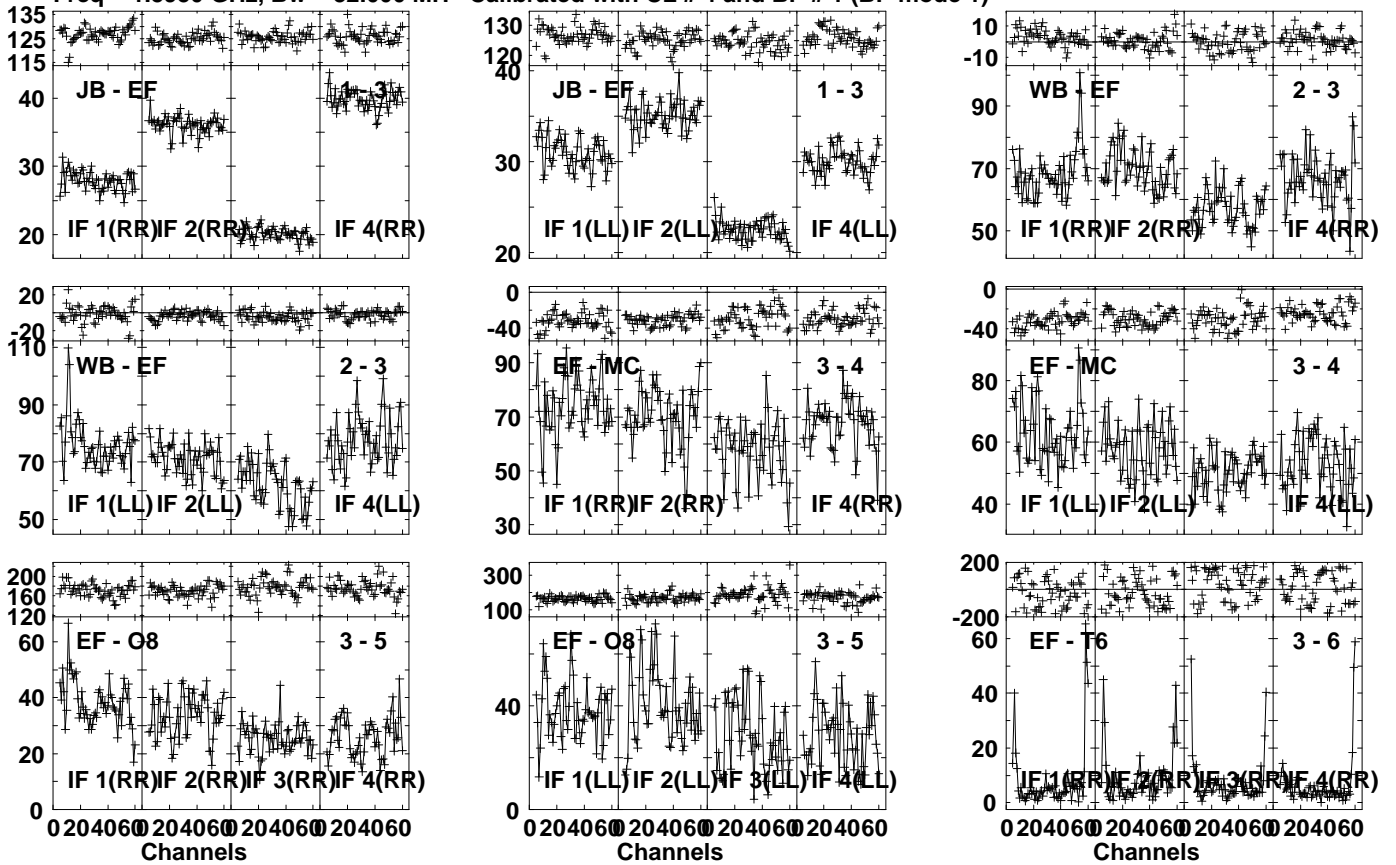 135
125
115
130
120
10
-10
JB - EF 1 - 3
JB - EF 1 - 3
WB - EF 2 - 3
40
30
20
40
30
20
90
70
50
IF 1(RR) IF 2(RR) IF 4(RR)
IF 1(LL) IF 2(LL) IF 4(LL)
IF 1(RR) IF 2(RR) IF 4(RR)
20
-20
0
-40
0
-40
WB - EF 2 - 3
EF - MC 3 - 4
EF - MC 3 - 4
110
90
70
50
90
70
50
30
80
60
40
IF 1(LL) IF 2(LL) IF 4(LL)
IF 1(RR) IF 2(RR) IF 4(RR)
IF 1(LL) IF 2(LL) IF 4(LL)
200
160
120
300
100
200
-200
EF - O8 3 - 5
EF - O8 3 - 5
EF - T6 3 - 6
60
40
20
0
40
0
60
40
20
0
IF 1(RR) IF 2(RR) IF 3(RR) IF 4(RR)
IF 1(LL) IF 2(LL) IF 3(LL) IF 4(LL)
IF 1(RR) IF 2(RR) IF 3(RR) IF 4(RR)
0 204060 0 204060 0 204060 0 204060
0 204060 0 204060 0 204060 0 204060
0 204060 0 204060 0 204060 0 204060
Channels Channels Channels